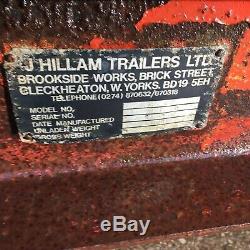 J HILLAM TRAILERS LTD
BROOKSIDE WORKS, BRICK STREET
CLECKHEATON, W. YORKS. BD19 5EH
TELEPHONE (0274) 870632/870318
MODEL NO.
SERIAL NO.
DATE MANUFACTURED
UNLADEN WEIGHT
GROSS WEIGHT
ebay